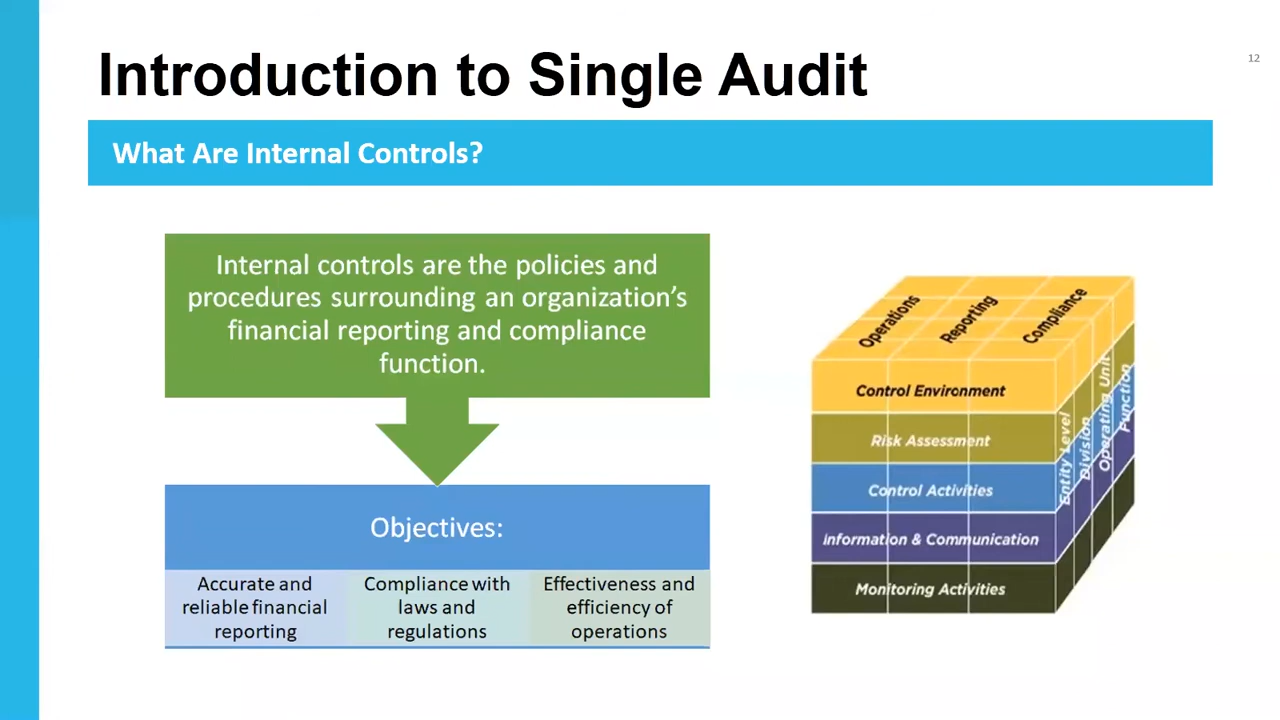 Introduction to Single Audit
12
What Are Internal Controls?
Internal controls are the policies and
procedures surrounding an organization’s
financial reporting and compliance
function.
Objectives:
Accurate and
reliable financial
reporting
Compliance with
laws and
regulations
Effectiveness and
efficiency of
operations
Operations
Reporting
Compliance
Control Environment
Risk Assessment
Control Activities
Information & Communication
Monitoring Activities
Entity Level
Division
Operating Unit
Function